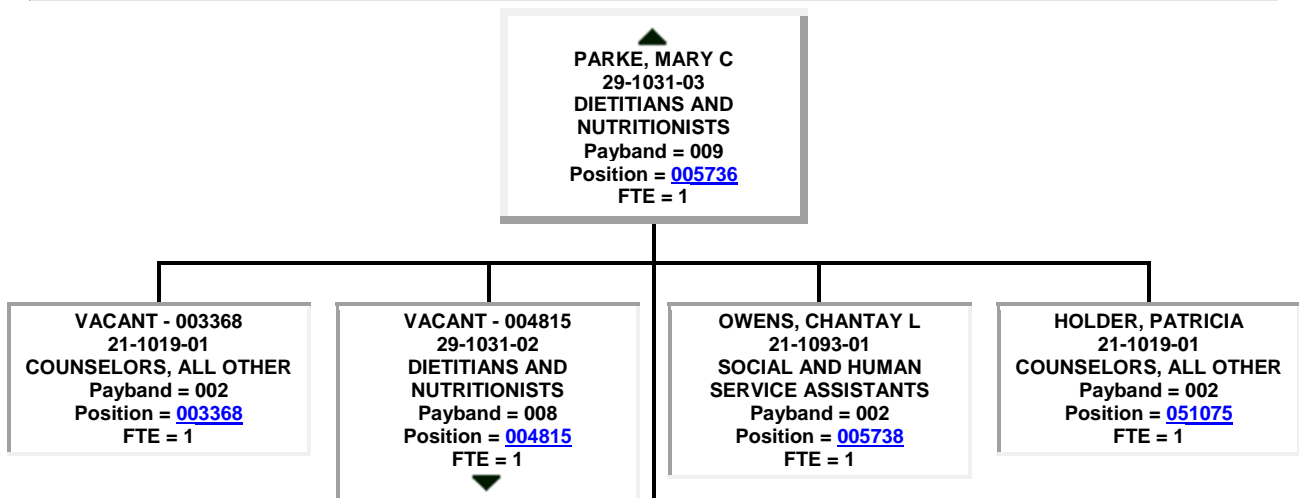 PARKE, MARY C
29-1031-03
DIETITIANS AND
NUTRITIONISTS
Payband = 009
Position = 005736
FTE = 1
VACANT - 003368
21-1019-01
COUNSELORS, ALL OTHER
Payband = 002
Position = 003368
FTE = 1
VACANT - 004815
29-1031-02
DIETITIANS AND
NUTRITIONISTS
Payband = 008
Position = 004815
FTE = 1
OWENS, CHANTAY L
21-1093-01
SOCIAL AND HUMAN
SERVICE ASSISTANTS
Payband = 002
Position = 005738
FTE = 1
HOLDER, PATRICIA
21-1019-01
COUNSELORS, ALL OTHER
Payband = 002
Position = 051075
FTE = 1